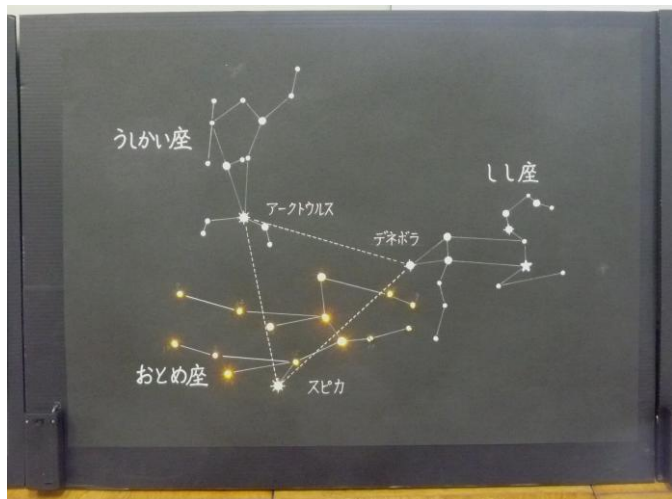 うしかい座
しし座
アークトウルス
デネボラ
おとめ座
スピカ